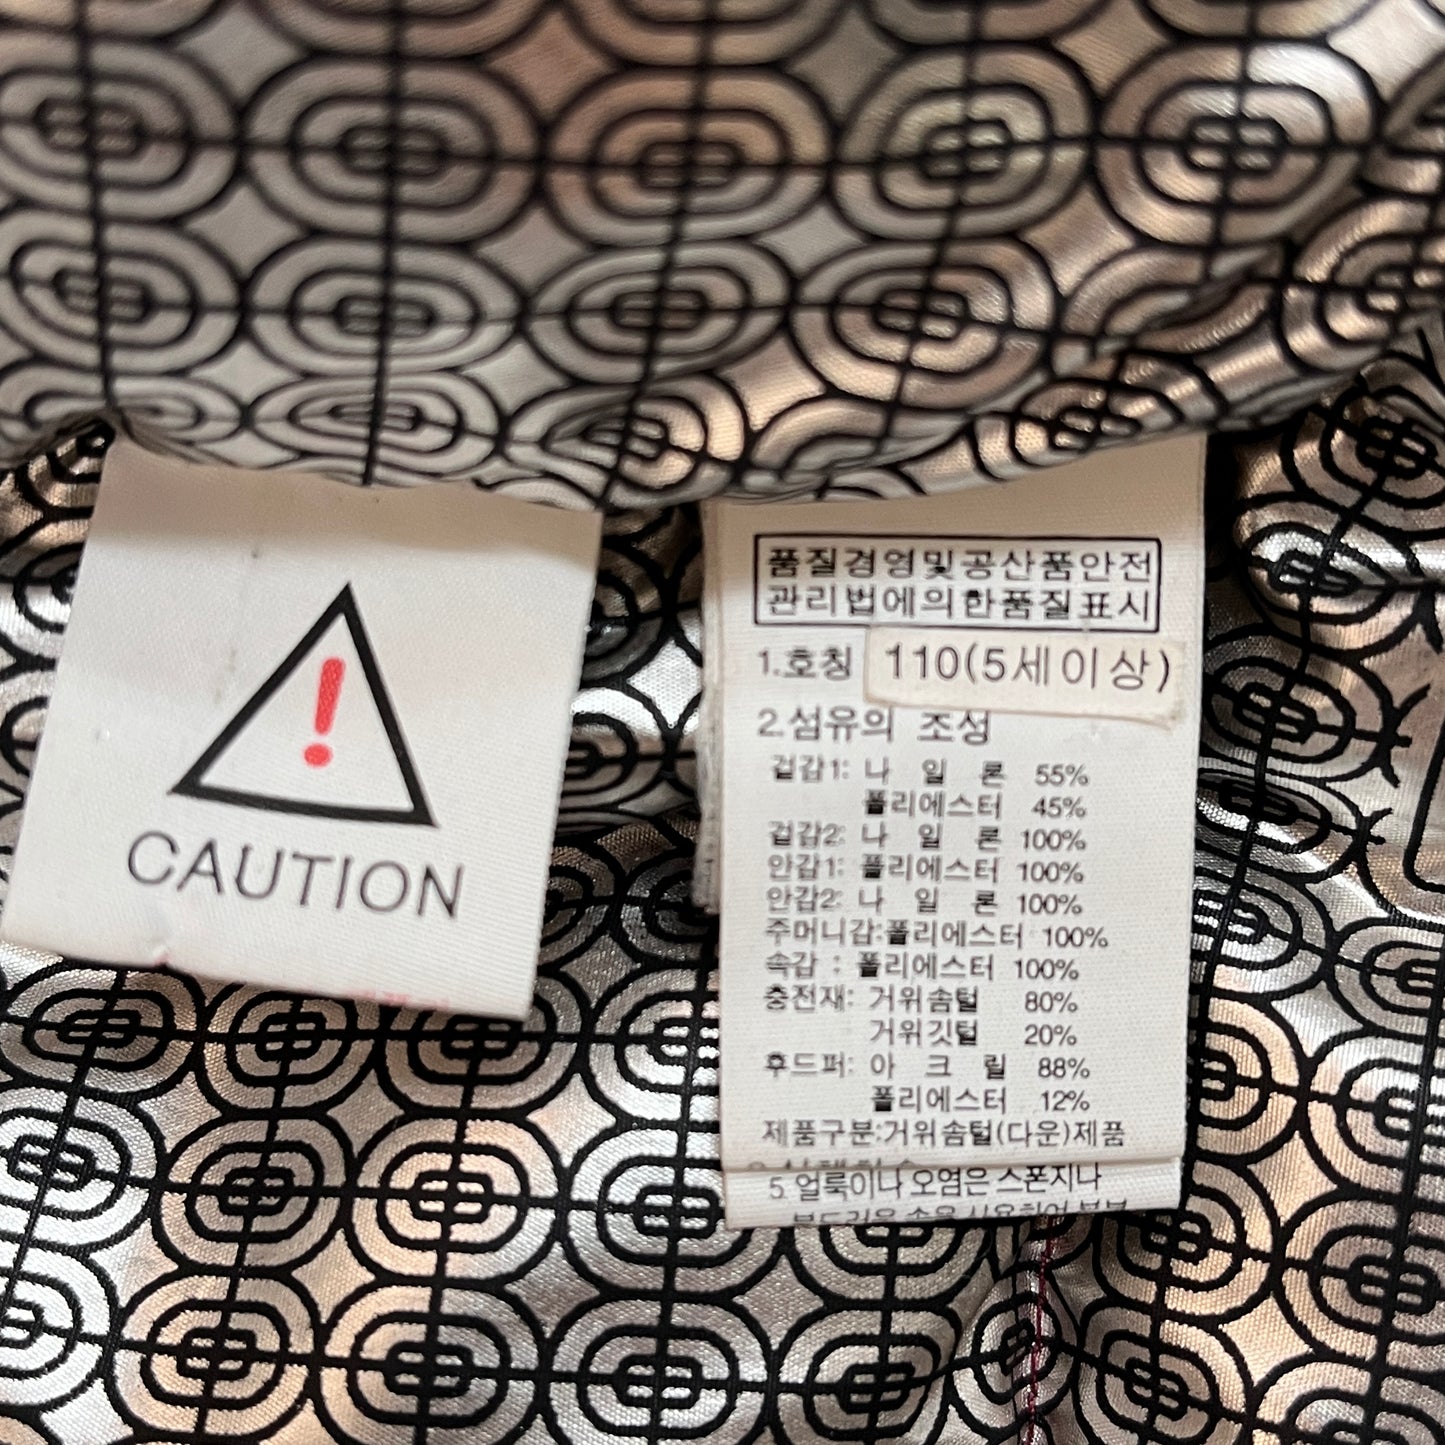 CAUTION
품질경영및공산품안전
관리법에의한품질표시
1.호칭 110(5세이상)
2.섬유의 조성
겉감1: 나 일 론 55%
폴리에스터 45%
겉감2: 나 일 론 100%
안감1: 폴리에스터 100%
안감2: 나 일 론 100%
주머니감:폴리에스터 100%
속감 : 폴리에스터 100%
충전재: 거위솜털 80%
거위깃털 20%
후드퍼: 아 크 릴 88%
폴리에스터 12%
제품구분:거위솜털(다운)제품
5. 얼룩이나 오염은 스폰지나